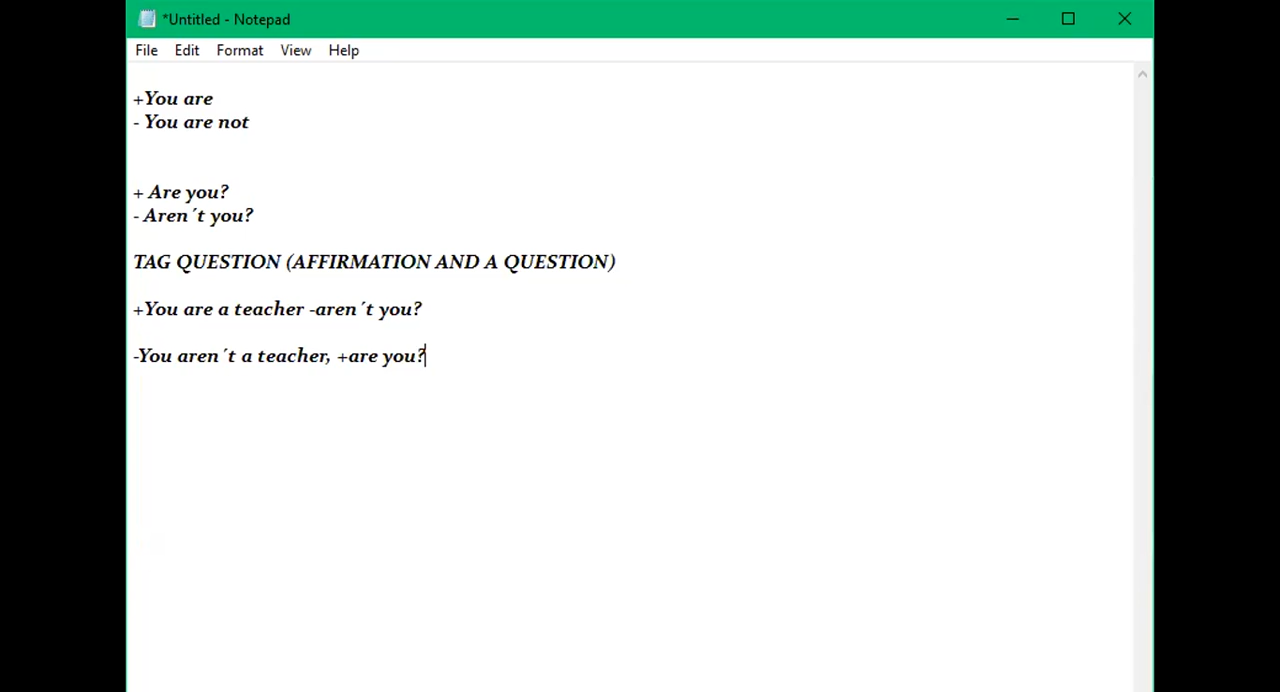 *Untitled - Notepad
File Edit Format View Help
+You are
- You are not
+ Are you?
- Aren´t you?
TAG QUESTION (AFFIRMATION AND A QUESTION)
+You are a teacher -aren´t you?
-You aren´t a teacher, +are you?